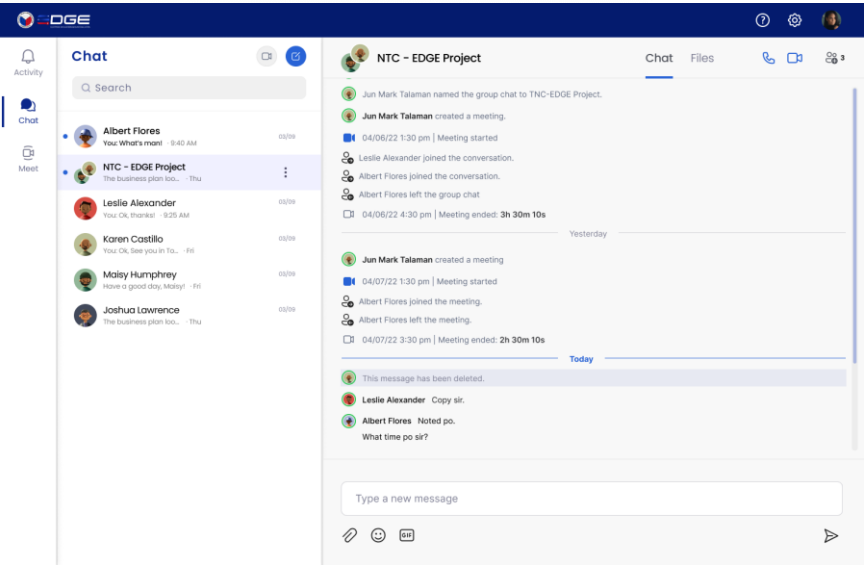 EDGE
Activity
Chat
Meet
Chat
Search
Albert Flores
You: What's man! · 9:40 AM
03/09
NTC - EDGE Project
The business plan loo... · Thu
Leslie Alexander
You: Ok, thanks! · 9:25 AM
03/09
Karen Castillo
You: Ok, See you in To... · Fri
03/09
Maisy Humphrey
Have a good day, Maisy! · Fri
03/09
Joshua Lawrence
The business plan loo... · Thu
03/09
NTC - EDGE Project
Chat Files
3
Jun Mark Talaman named the group chat to TNC-EDGE Project.
Jun Mark Talaman created a meeting.
04/06/22 1:30 pm | Meeting started
Leslie Alexander joined the conversation.
Albert Flores joined the conversation.
Albert Flores left the group chat
04/06/22 4:30 pm | Meeting ended: 3h 30m 10s
Yesterday
Jun Mark Talaman created a meeting
04/07/22 1:30 pm | Meeting started
Albert Flores joined the meeting.
Albert Flores left the meeting.
04/07/22 3:30 pm | Meeting ended: 2h 30m 10s
Today
This message has been deleted.
Leslie Alexander Copy sir.
Albert Flores Noted po.
What time po sir?
Type a new message
GIF